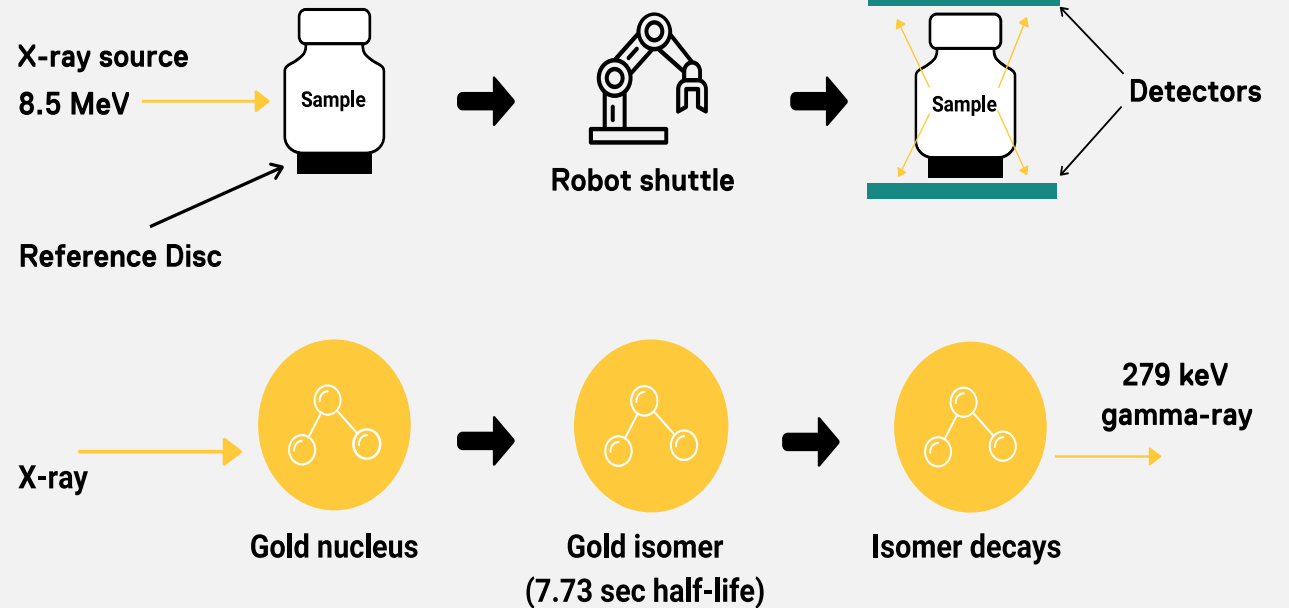 X-ray source
8.5 MeV
Sample
Robot shuttle
Sample
Detectors
Reference Disc
X-ray
Gold nucleus
Gold isomer
(7.73 sec half-life)
Isomer decays
279 keV
gamma-ray